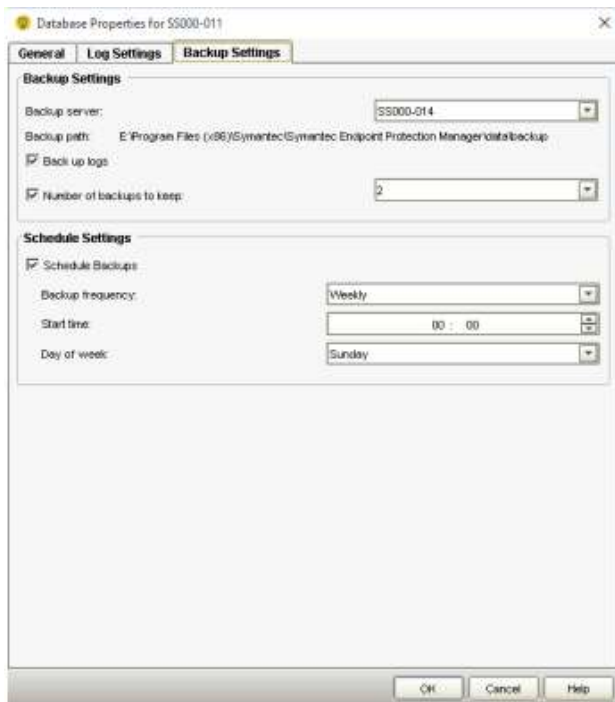 Database Properties for SS000-011
General Log Settings Backup Settings
Backup Settings
Backup server: SS000-014
Backup path: E:\Program Files (x86)\Symantec\Symantec Endpoint Protection Manager\data\backup
Back up logs
Number of backups to keep: 2
Schedule Settings
Schedule Backups
Backup frequency: Weekly
Start time: 00 : 00
Day of week: Sunday
OK Cancel Help